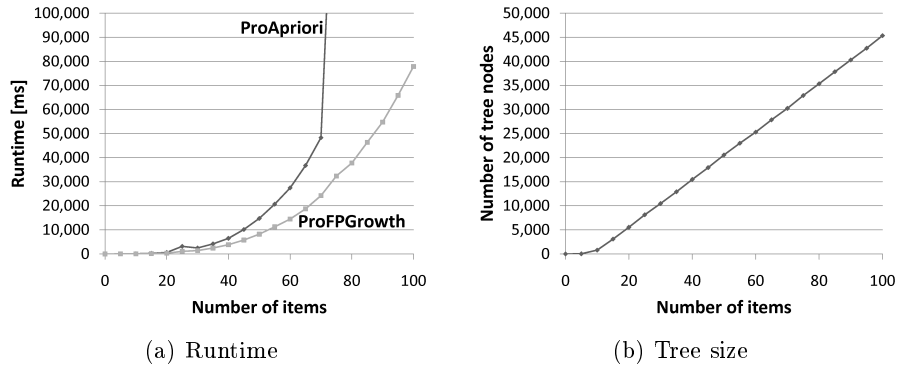 100,000
90,000
80,000
70,000
60,000
50,000
40,000
30,000
20,000
10,000
0
Runtime [ms]
ProApriori
ProFPGrowth
0 20 40 60 80 100
Number of items
(a) Runtime
50,000
45,000
40,000
35,000
30,000
25,000
20,000
15,000
10,000
5,000
0
Number of tree nodes
0 20 40 60 80 100
Number of items
(b) Tree size